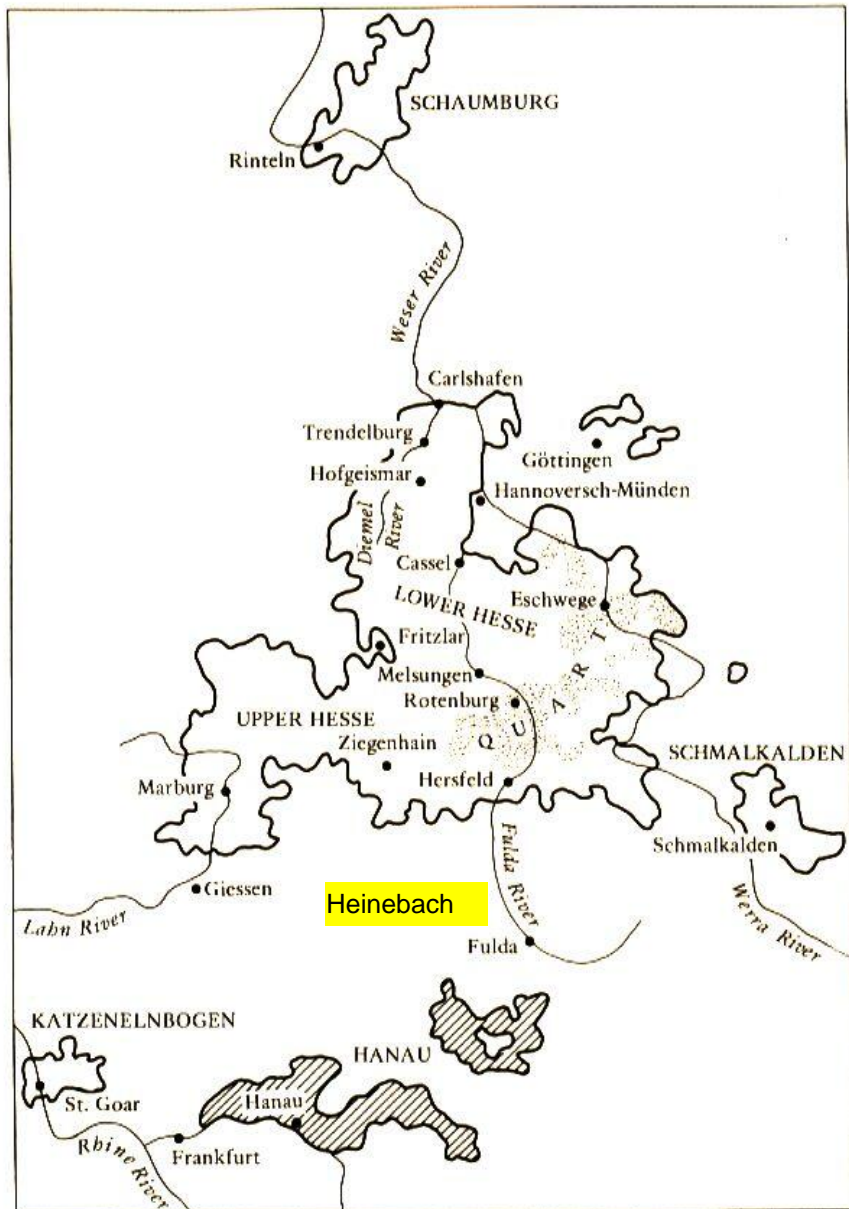 SCHAUMBURG
Rinteln
Weser River
Carlshafen
Trendelburg
Göttingen
Hofgeismar
Hannoversch-Münden
Diemel
River
Cassel
LOWER HESSE
Eschwege
Fritzlar
Melsungen
Rotenburg
QUART
UPPER HESSE
Ziegenhain
SCHMALKALDEN
Marburg
Hersfeld
Schmalkalden
Fulda River
Giessen
Heinebach
Lahn River
Werra River
Fulda
KATZENELNBOGEN
HANAU
Hanau
St. Goar
Rhine River
Frankfurt